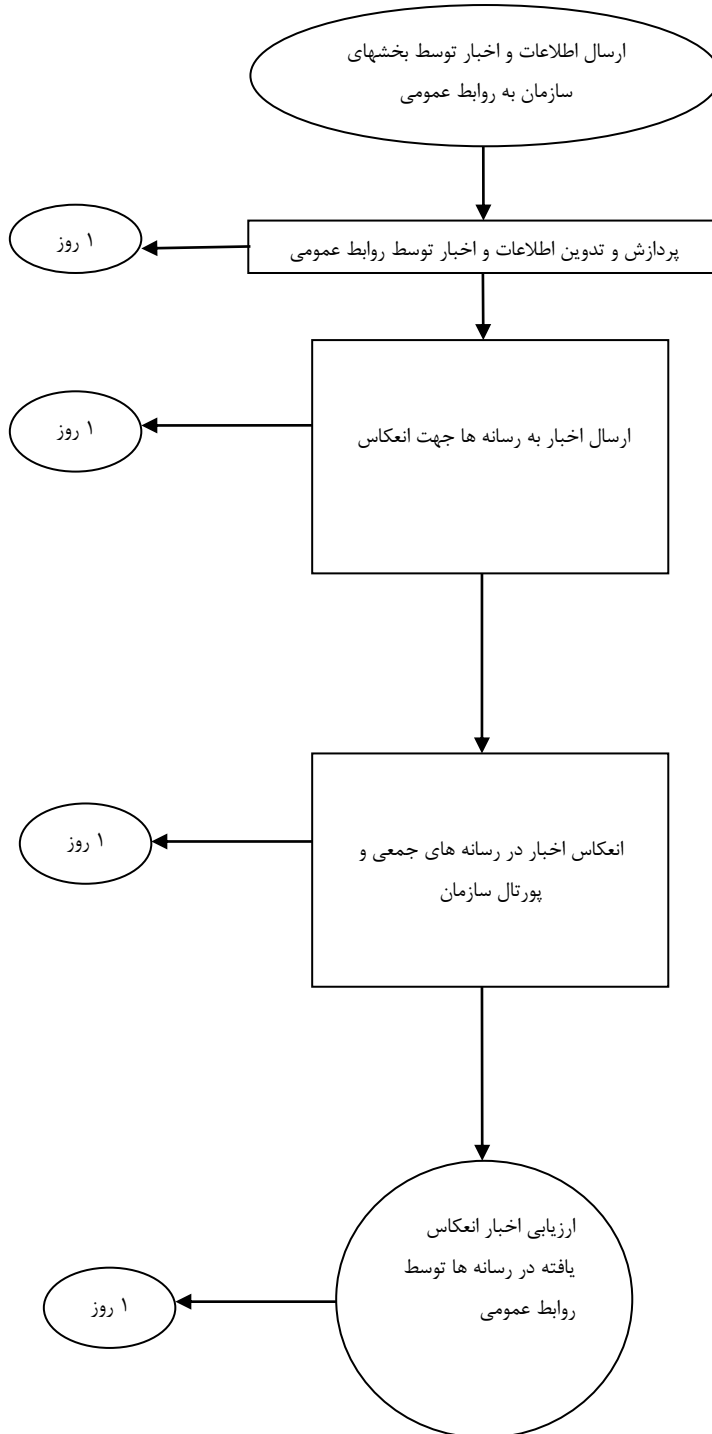 ارسال اطلاعات و اخبار توسط بخشهای
سازمان به روابط عمومی
پردازش و تدوین اطلاعات و اخبار توسط روابط عمومی
۱ روز
ارسال اخبار به رسانه ها جهت انعکاس
۱ روز
انعکاس اخبار در رسانه های جمعی و
پورتال سازمان
۱ روز
ارزیابی اخبار انعکاس
یافته در رسانه ها توسط
روابط عمومی
۱ روز